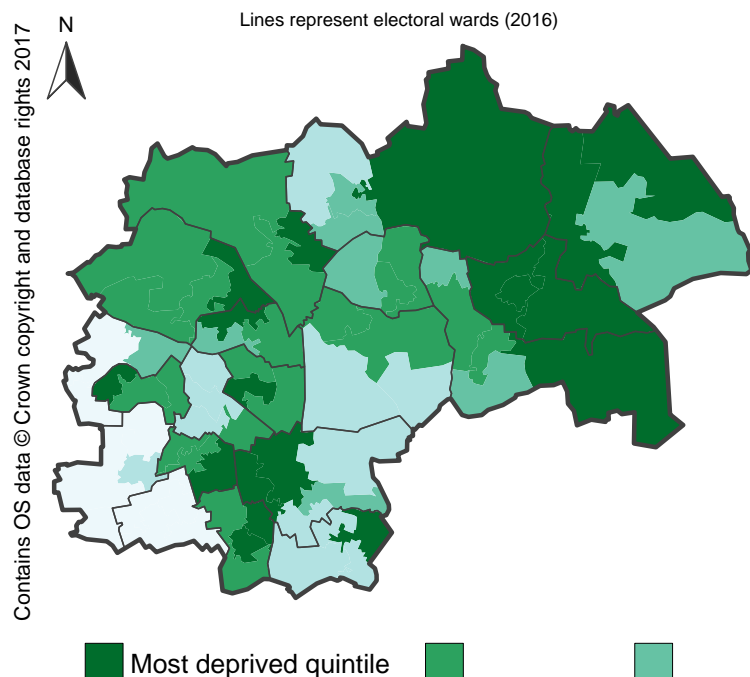 Lines represent electoral wards (2016)
N
Contains OS data © Crown copyright and database rights 2017
Most deprived quintile